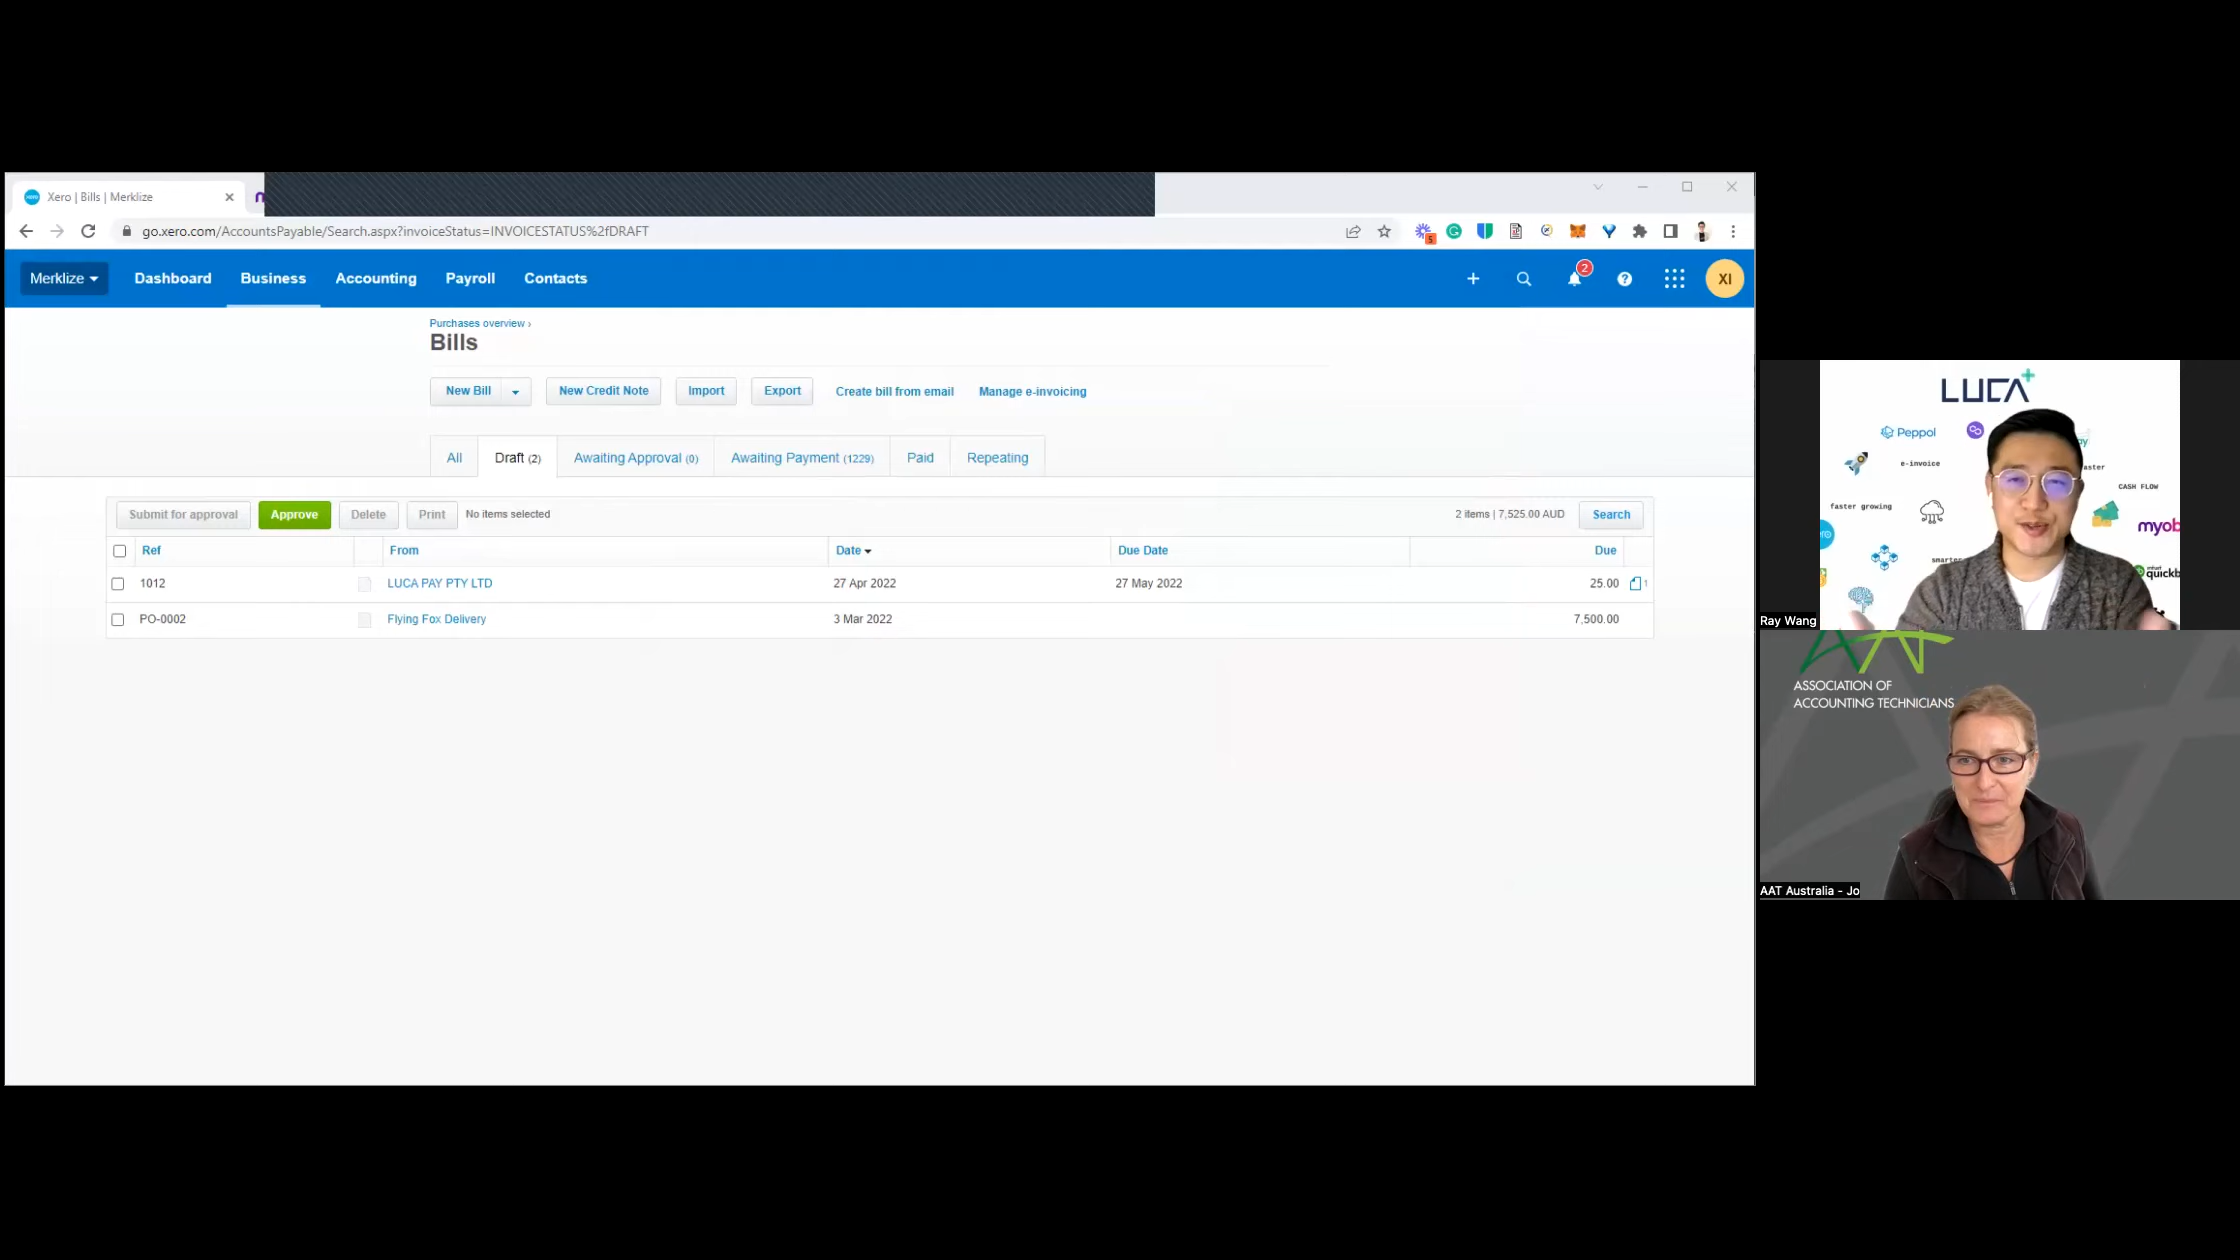 Xero | Bills | Merklize
go.xero.com/AccountsPayable/Search.aspx?invoiceStatus=INVOICESTATUS%2fDRAFT
5
Merklize Dashboard Business Accounting Payroll Contacts 2 XI
Purchases overview ›
Bills
New Bill New Credit Note Import Export Create bill from email Manage e-invoicing
All Draft (2) Awaiting Approval (0) Awaiting Payment (1229) Paid Repeating
Submit for approval Approve Delete Print No items selected 2 items | 7,525.00 AUD Search
Ref From Date Due Date Due
1012 LUCA PAY PTY LTD 27 Apr 2022 27 May 2022 25.00 1
PO-0002 Flying Fox Delivery 3 Mar 2022 7,500.00
LUCA+
Peppol
e-invoice
CASH FLOW
faster growing
myob
Ray Wang
AAT
ASSOCIATION OF
ACCOUNTING TECHNICIANS
AAT Australia - Jo